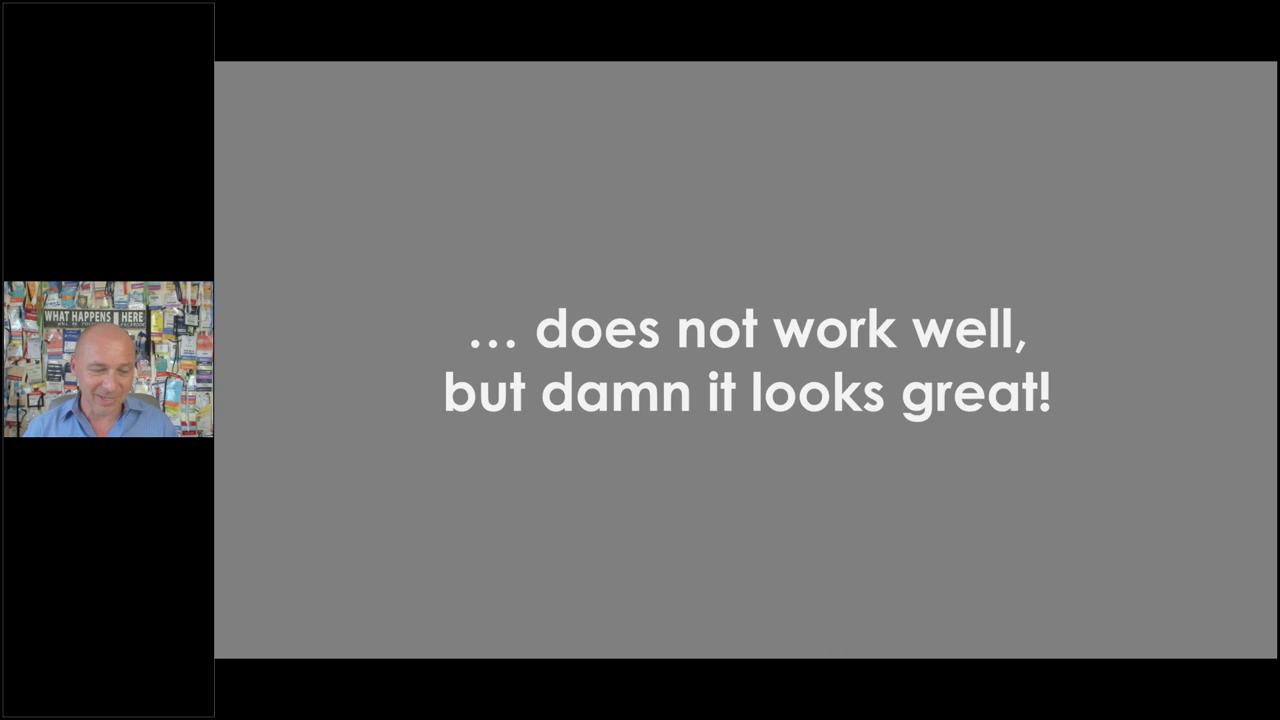 WHAT HAPPENS HERE
… does not work well,
but damn it looks great!